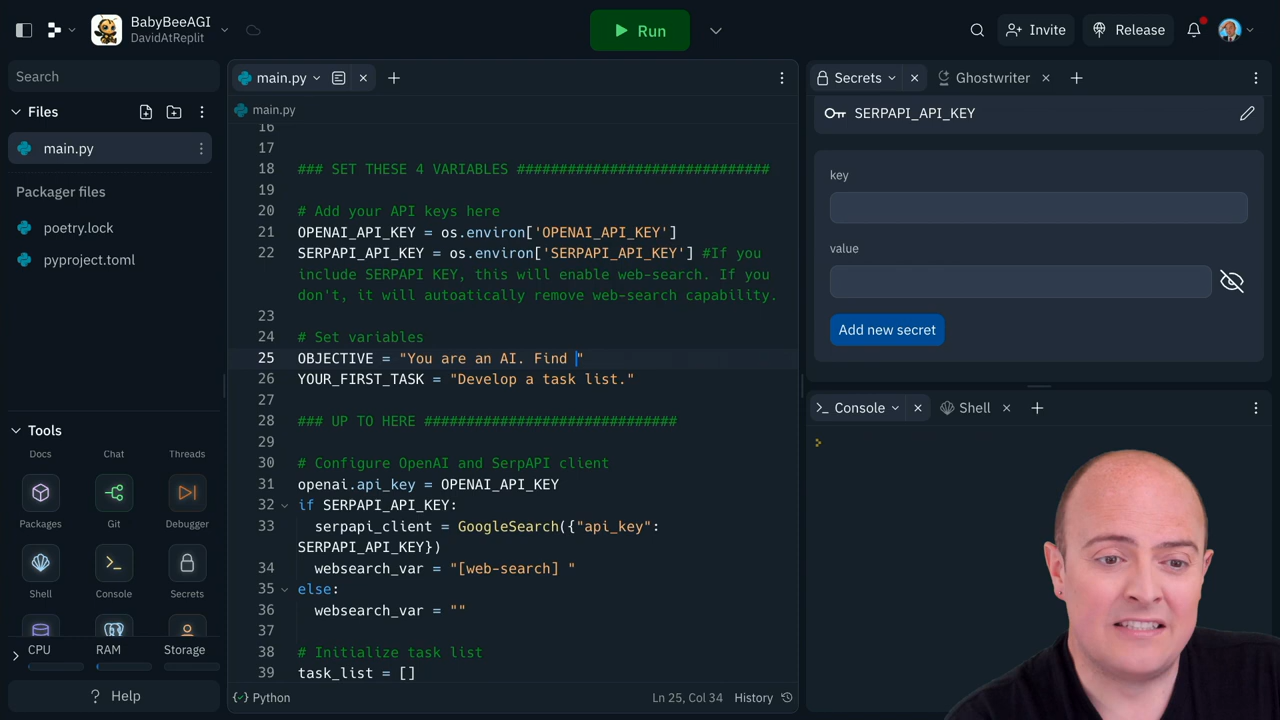 BabyBeeAGI
DavidAtReplit
Run
Invite
Release
Search
Files
main.py
Packager files
poetry.lock
pyproject.toml
Tools
Docs
Chat
Threads
Packages
Git
Debugger
Shell
Console
Secrets
CPU
RAM
Storage
? Help
main.py
main.py
16
17
18 ### SET THESE 4 VARIABLES ##############################
19
20 # Add your API keys here
21 OPENAI_API_KEY = os.environ['OPENAI_API_KEY']
22 SERPAPI_API_KEY = os.environ['SERPAPI_API_KEY'] #If you
include SERPAPI KEY, this will enable web-search. If you
don't, it will autoatically remove web-search capability.
23
24 # Set variables
25 OBJECTIVE = "You are an AI. Find "
26 YOUR_FIRST_TASK = "Develop a task list."
27
28 ### UP TO HERE ##############################
29
30 # Configure OpenAI and SerpAPI client
31 openai.api_key = OPENAI_API_KEY
32 if SERPAPI_API_KEY:
33 serpapi_client = GoogleSearch({"api_key":
SERPAPI_API_KEY})
34 websearch_var = "[web-search] "
35 else:
36 websearch_var = ""
37
38 # Initialize task list
39 task_list = []
Python
Ln 25, Col 34
History
Secrets
Ghostwriter
SERPAPI_API_KEY
key
value
Add new secret
Console
Shell